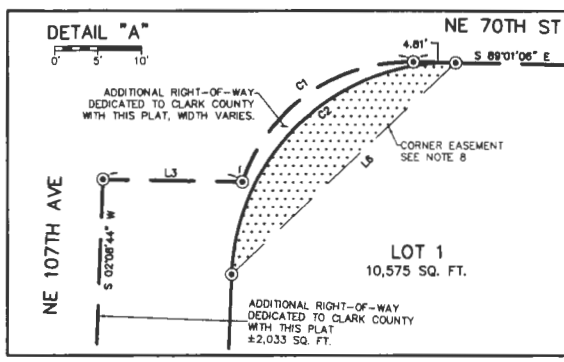 DETAIL "A"
0' 5' 10'
NE 70TH ST
4.81'
S 89°01'06" E
ADDITIONAL RIGHT-OF-WAY
DEDICATED TO CLARK COUNTY
WITH THIS PLAT, WIDTH VARIES.
C1
C2
CORNER EASEMENT
SEE NOTE 8
L3
L6
NE 107TH AVE
S 02°08'44" W
LOT 1
10,575 SQ. FT.
ADDITIONAL RIGHT-OF-WAY
DEDICATED TO CLARK COUNTY
WITH THIS PLAT
±2,033 SQ. FT.